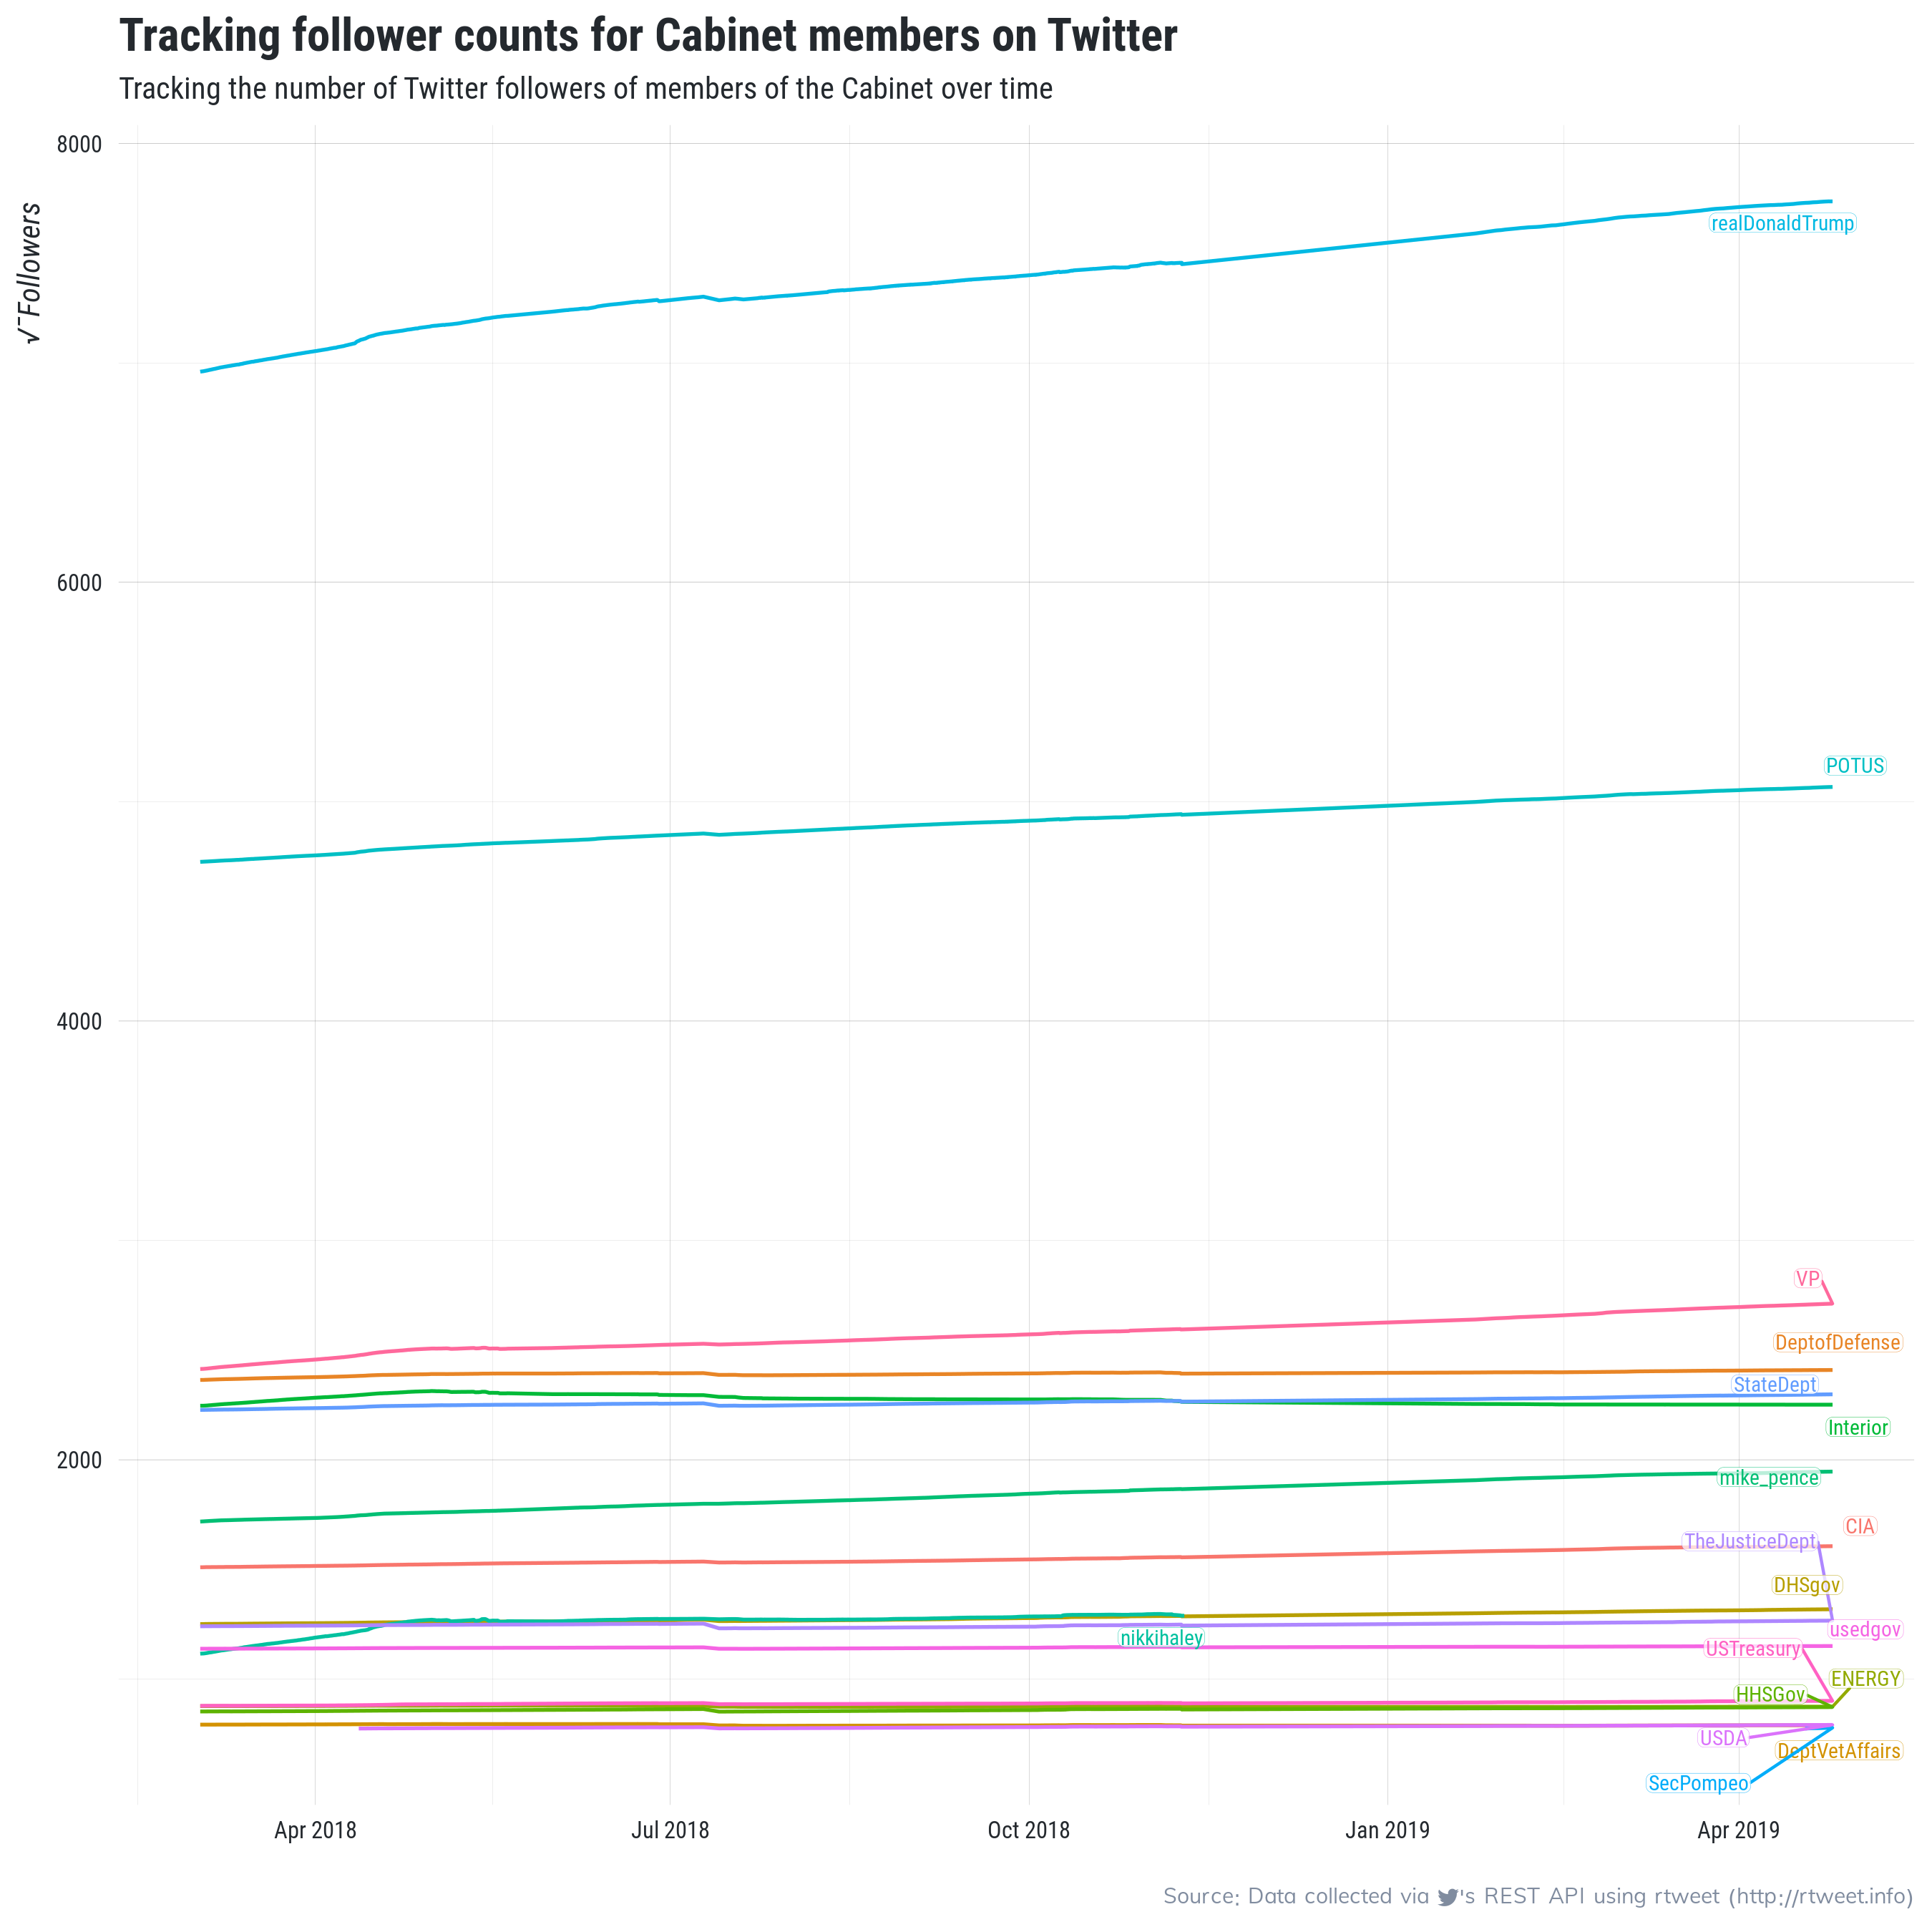 Tracking follower counts for Cabinet members on Twitter
Tracking the number of Twitter followers of members of the Cabinet over time
8000
√¯Followers
realDonaldTrump
6000
POTUS
4000
VP
DeptofDefense
StateDept
Interior
2000
mike_pence
CIA
TheJusticeDept
DHSgov
usedgov
nikkihaley
USTreasury
ENERGY
HHSGov
USDA
DeptVetAffairs
SecPompeo
Apr 2018 Jul 2018 Oct 2018 Jan 2019 Apr 2019
Source: Data collected via 's REST API using rtweet (http://rtweet.info)